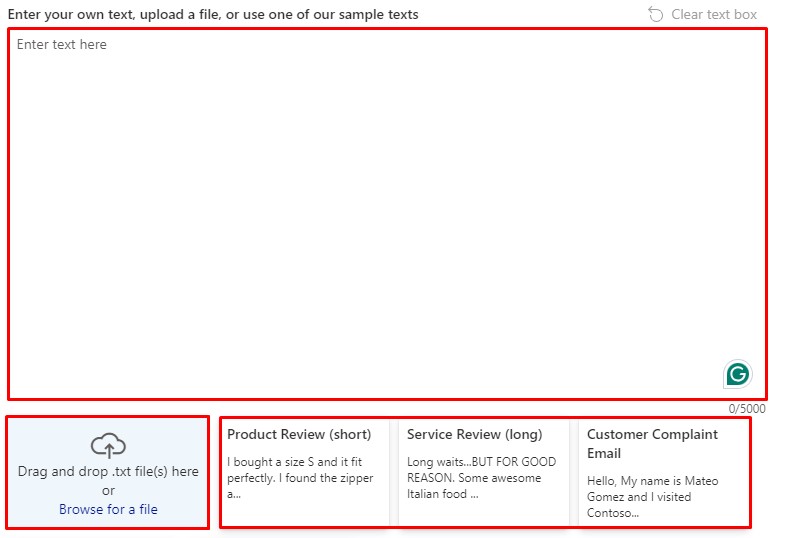 Enter your own text, upload a file, or use one of our sample texts
Clear text box
Enter text here
G
0/5000
Drag and drop .txt file(s) here
or
Browse for a file
Product Review (short)
I bought a size S and it fit
perfectly. I found the zipper
a...
Service Review (long)
Long waits...BUT FOR GOOD
REASON. Some awesome
Italian food ...
Customer Complaint
Email
Hello, My name is Mateo
Gomez and I visited
Contoso...